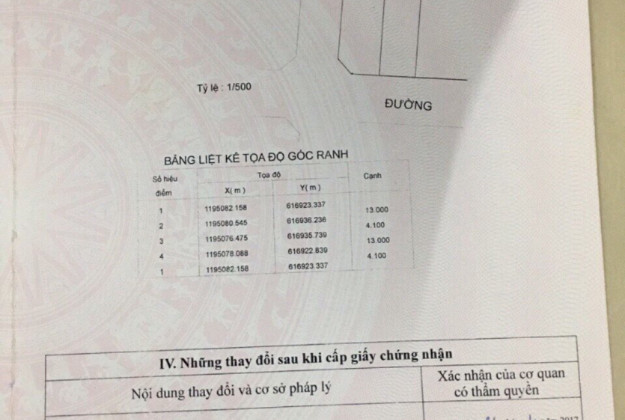 Tỷ lệ : 1/500
ĐƯỜNG
BẢNG LIỆT KÊ TỌA ĐỘ GÓC RANH
Số hiệu điểm Tọa độ Cạnh
X( m ) Y( m )
1 1195082.158 616923.337
13.000
2 1195080.545 616936.236
4.100
3 1195076.475 616935.739
13.000
4 1195078.088 616922.839
4.100
1 1195082.158 616923.337
IV. Những thay đổi sau khi cấp giấy chứng nhận
Nội dung thay đổi và cơ sở pháp lý
Xác nhận của cơ quan
có thẩm quyền